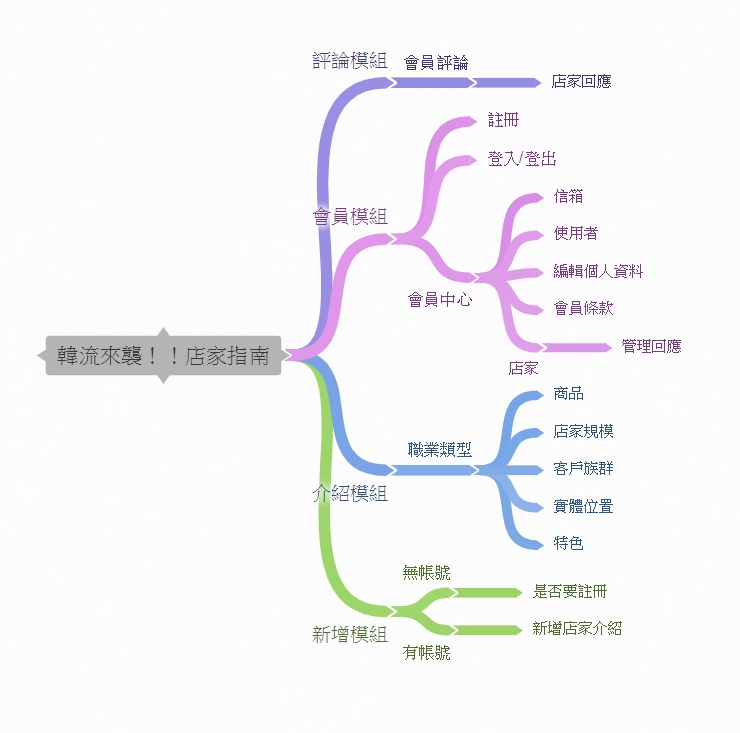 評論模組
會員評論
店家回應
註冊
登入/登出
會員模組
信箱
使用者
編輯個人資料
會員中心
會員條款
店家
管理回應
韓流來襲！！店家指南
商品
店家規模
職業類型
客戶族群
介紹模組
實體位置
特色
無帳號
是否要註冊
新增模組
新增店家介紹
有帳號